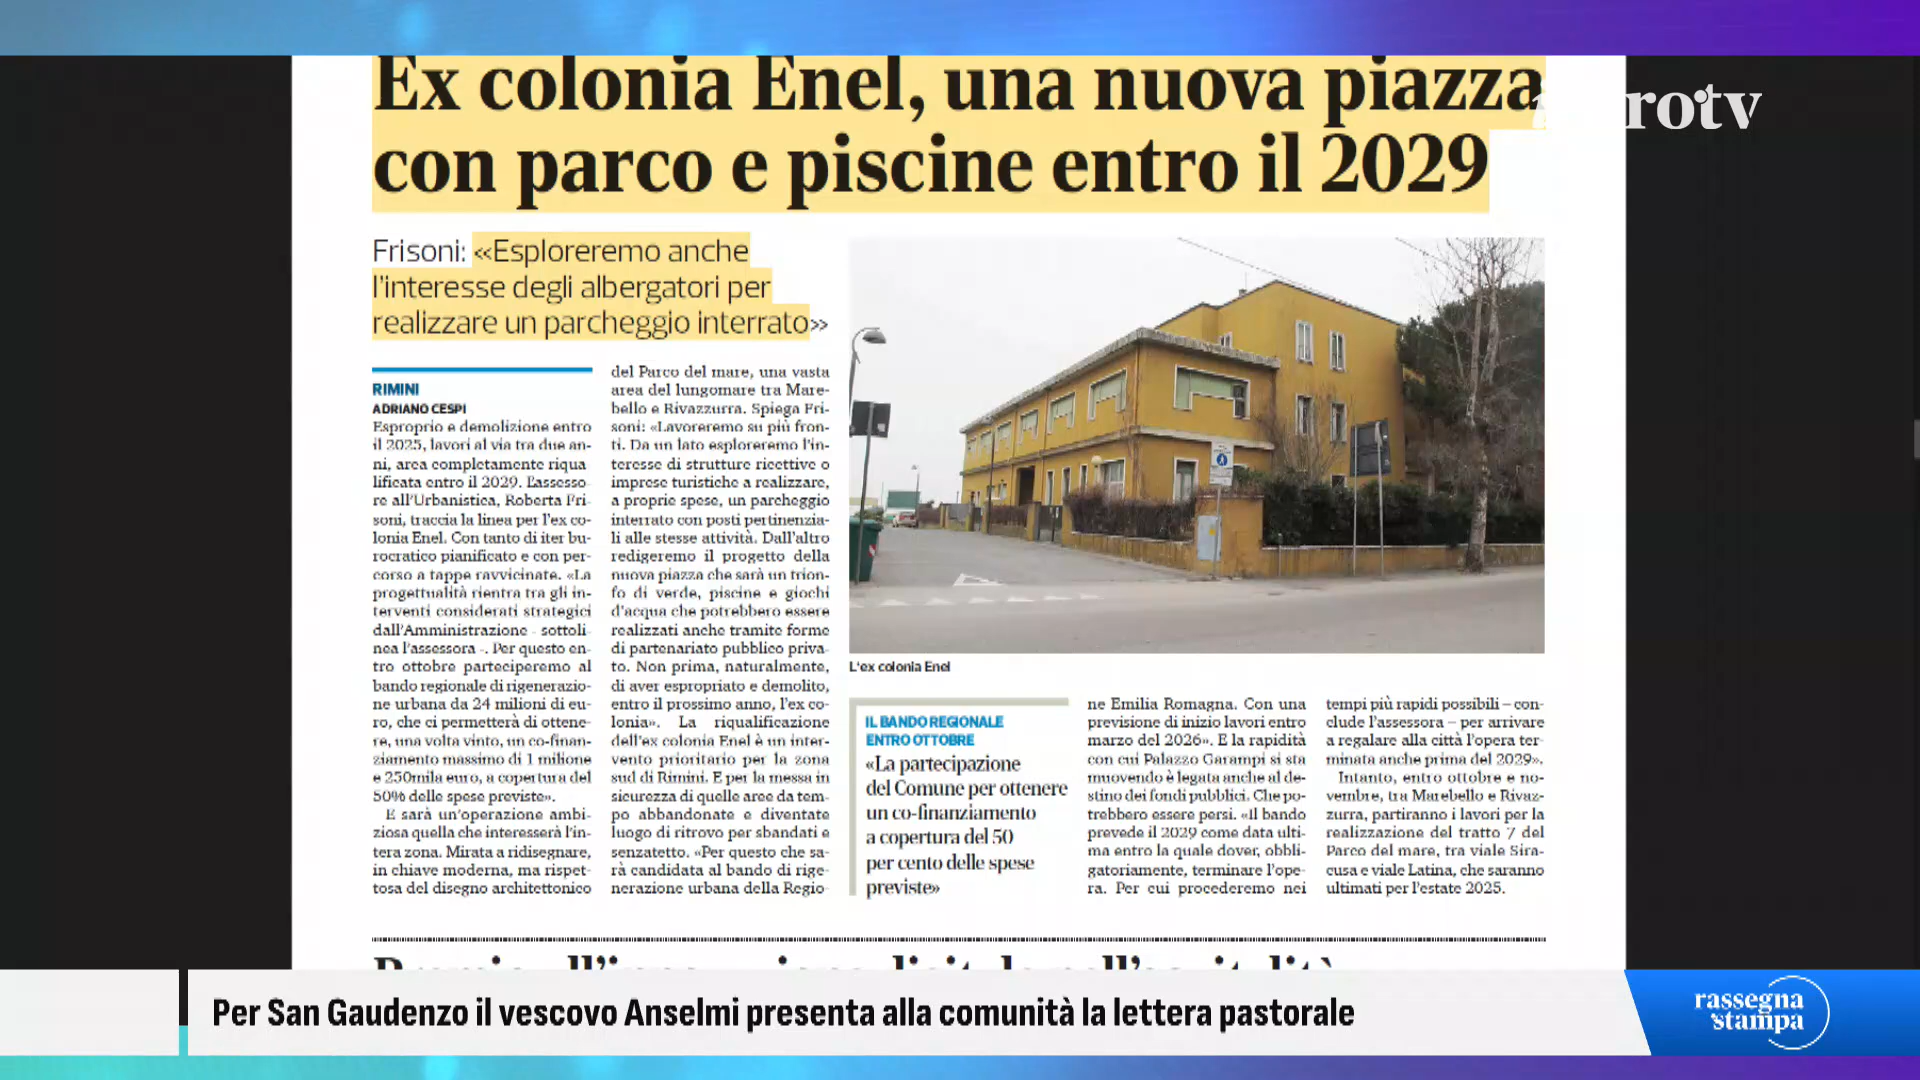 Ex colonia Enel, una nuova piazza
con parco e piscine entro il 2029
rotv
Frisoni: «Esploreremo anche
l'interesse degli albergatori per
realizzare un parcheggio interrato»
RIMINI
ADRIANO CESPI
Esproprio e demolizione entro
il 2025, lavori al via tra due an-
ni, area completamente riqua
lificata entro il 2029. L'assesso-
re all'Urbanistica, Roberta Fri-
soni, traccia la linea per l'ex co-
lonia Enel. Con tanto di iter bu-
rocratico pianificato e con per-
corso a tappe ravvicinate. «La
progettualità rientra tra gli in-
terventi considerati strategici
dall'Amministrazione - sottoli-
nea l'assessora -. Per questo en-
tro ottobre parteciperemo al
bando regionale di rigenerazio-
ne urbana da 24 milioni di eu-
ro, che ci permetterà di ottene-
re, una volta vinto, un co-finan-
ziamento massimo di 1 milione
e 250mila euro, a copertura del
50% delle spese previste».
E sarà un'operazione ambi-
ziosa quella che interesserà l'in-
tera zona. Mirata a ridisegnare,
in chiave moderna, ma rispet-
tosa del disegno architettonico
del Parco del mare, una vasta
area del lungomare tra Mare-
bello e Rivazzurra. Spiega Fri-
soni: «Lavoreremo su più fron-
ti. Da un lato esploreremo l'in-
teresse di strutture ricettive o
imprese turistiche a realizzare,
a proprie spese, un parcheggio
interrato con posti pertinenzia-
li alle stesse attività. Dall'altro
redigeremo il progetto della
nuova piazza che sarà un trion-
fo di verde, piscine e giochi
d'acqua che potrebbero essere
realizzati anche tramite forme
di partenariato pubblico priva-
to. Non prima, naturalmente,
di aver espropriato e demolito,
entro il prossimo anno, l'ex co-
lonia». La riqualificazione
dell'ex colonia Enel è un inter-
vento prioritario per la zona
sud di Rimini. E per la messa in
sicurezza di quelle aree da tem-
po abbandonate e diventate
luogo di ritrovo per sbandati e
senzatetto. «Per questo che sa-
rà candidata al bando di rige-
nerazione urbana della Regio-
L'ex colonia Enel
IL BANDO REGIONALE
ENTRO OTTOBRE
«La partecipazione
del Comune per ottenere
un co-finanziamento
a copertura del 50
per cento delle spese
previste»
ne Emilia Romagna. Con una
previsione di inizio lavori entro
marzo del 2026». E la rapidità
con cui Palazzo Garampi si sta
muovendo è legata anche al de-
stino dei fondi pubblici. Che po-
trebbero essere persi. «Il bando
prevede il 2029 come data ulti-
ma entro la quale dover, obbli-
gatoriamente, terminare l'ope-
ra. Per cui procederemo nei
tempi più rapidi possibili – con-
clude l'assessora – per arrivare
a regalare alla città l'opera ter-
minata anche prima del 2029».
Intanto, entro ottobre e no-
vembre, tra Marebello e Rivaz-
zurra, partiranno i lavori per la
realizzazione del tratto 7 del
Parco del mare, tra viale Sira-
cusa e viale Latina, che saranno
ultimati per l'estate 2025.
Per San Gaudenzo il vescovo Anselmi presenta alla comunità la lettera pastorale
rassegna
stampa